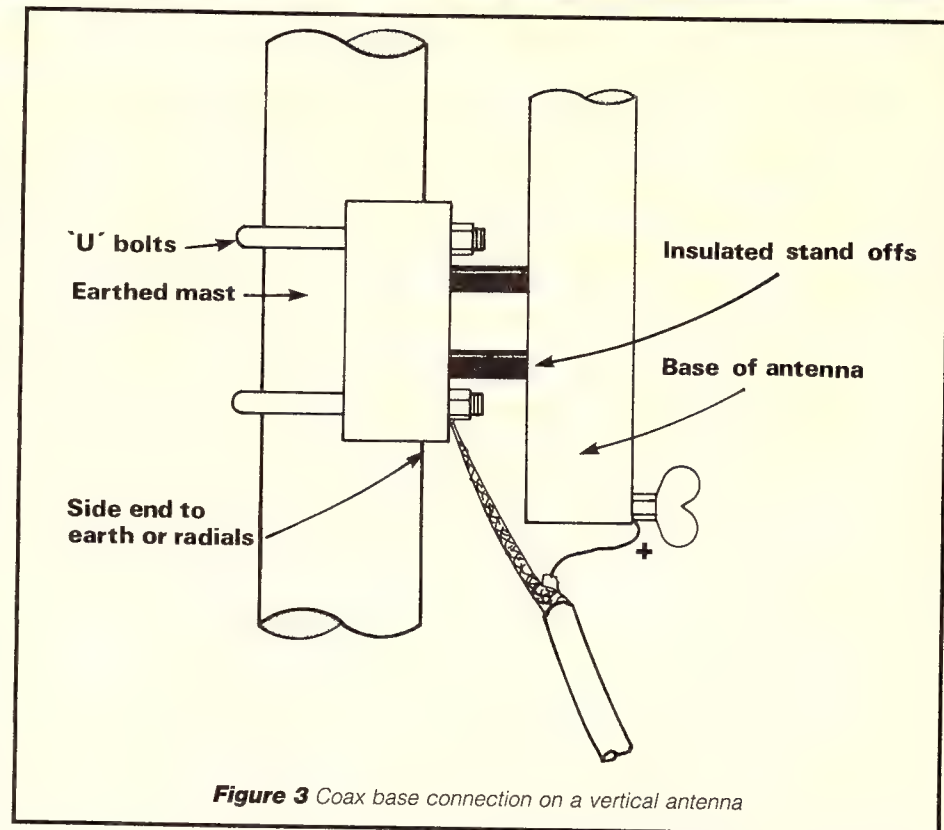 `U´ bolts
Earthed mast
Insulated stand offs
Base of antenna
Side end to
earth or radials
+
Figure 3 Coax base connection on a vertical antenna